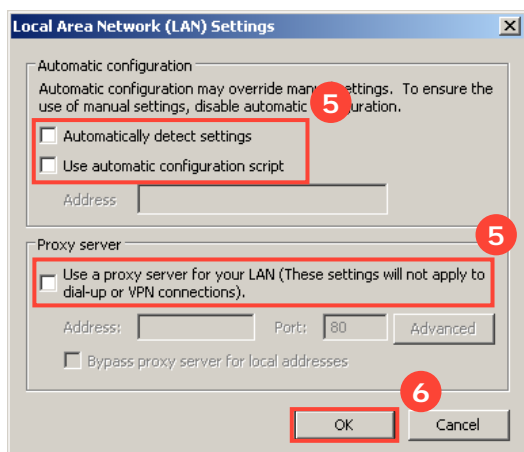 Local Area Network (LAN) Settings
Automatic configuration
Automatic configuration may override settings. To ensure the
use of manual settings, disable automatic
5
Automatically detect settings
Use automatic configuration script
Address
Proxy server
5
Use a proxy server for your LAN (These settings will not apply to
dial-up or VPN connections).
Address:
Port:
80
Advanced
Bypass proxy server for local addresses
6
OK
Cancel